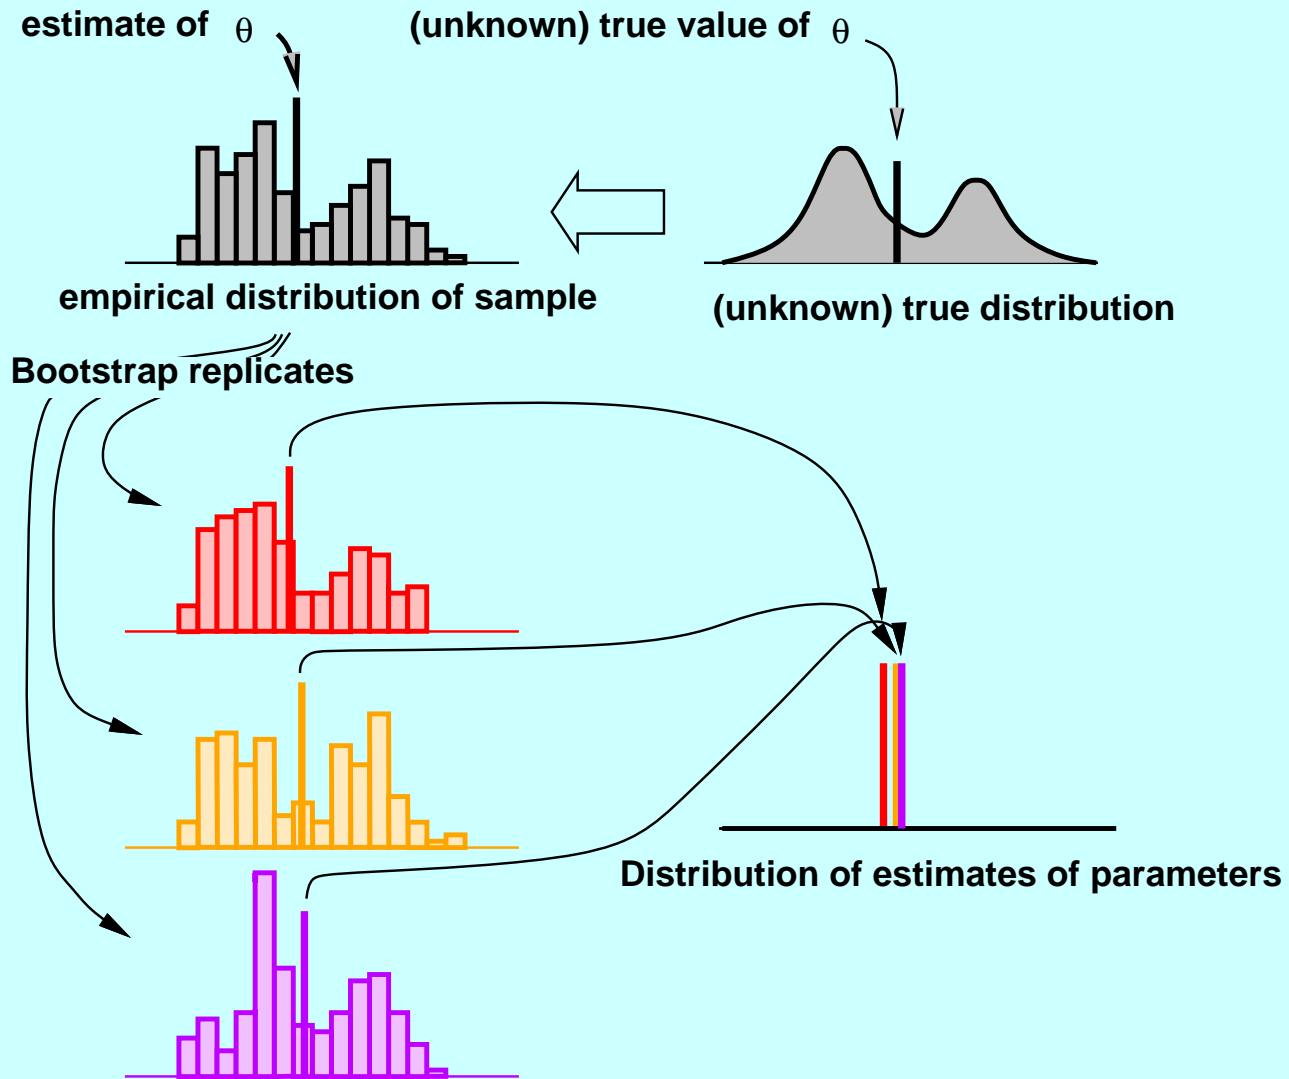 estimate of θ
(unknown) true value of θ
empirical distribution of sample
(unknown) true distribution
Bootstrap replicates
Distribution of estimates of parameters